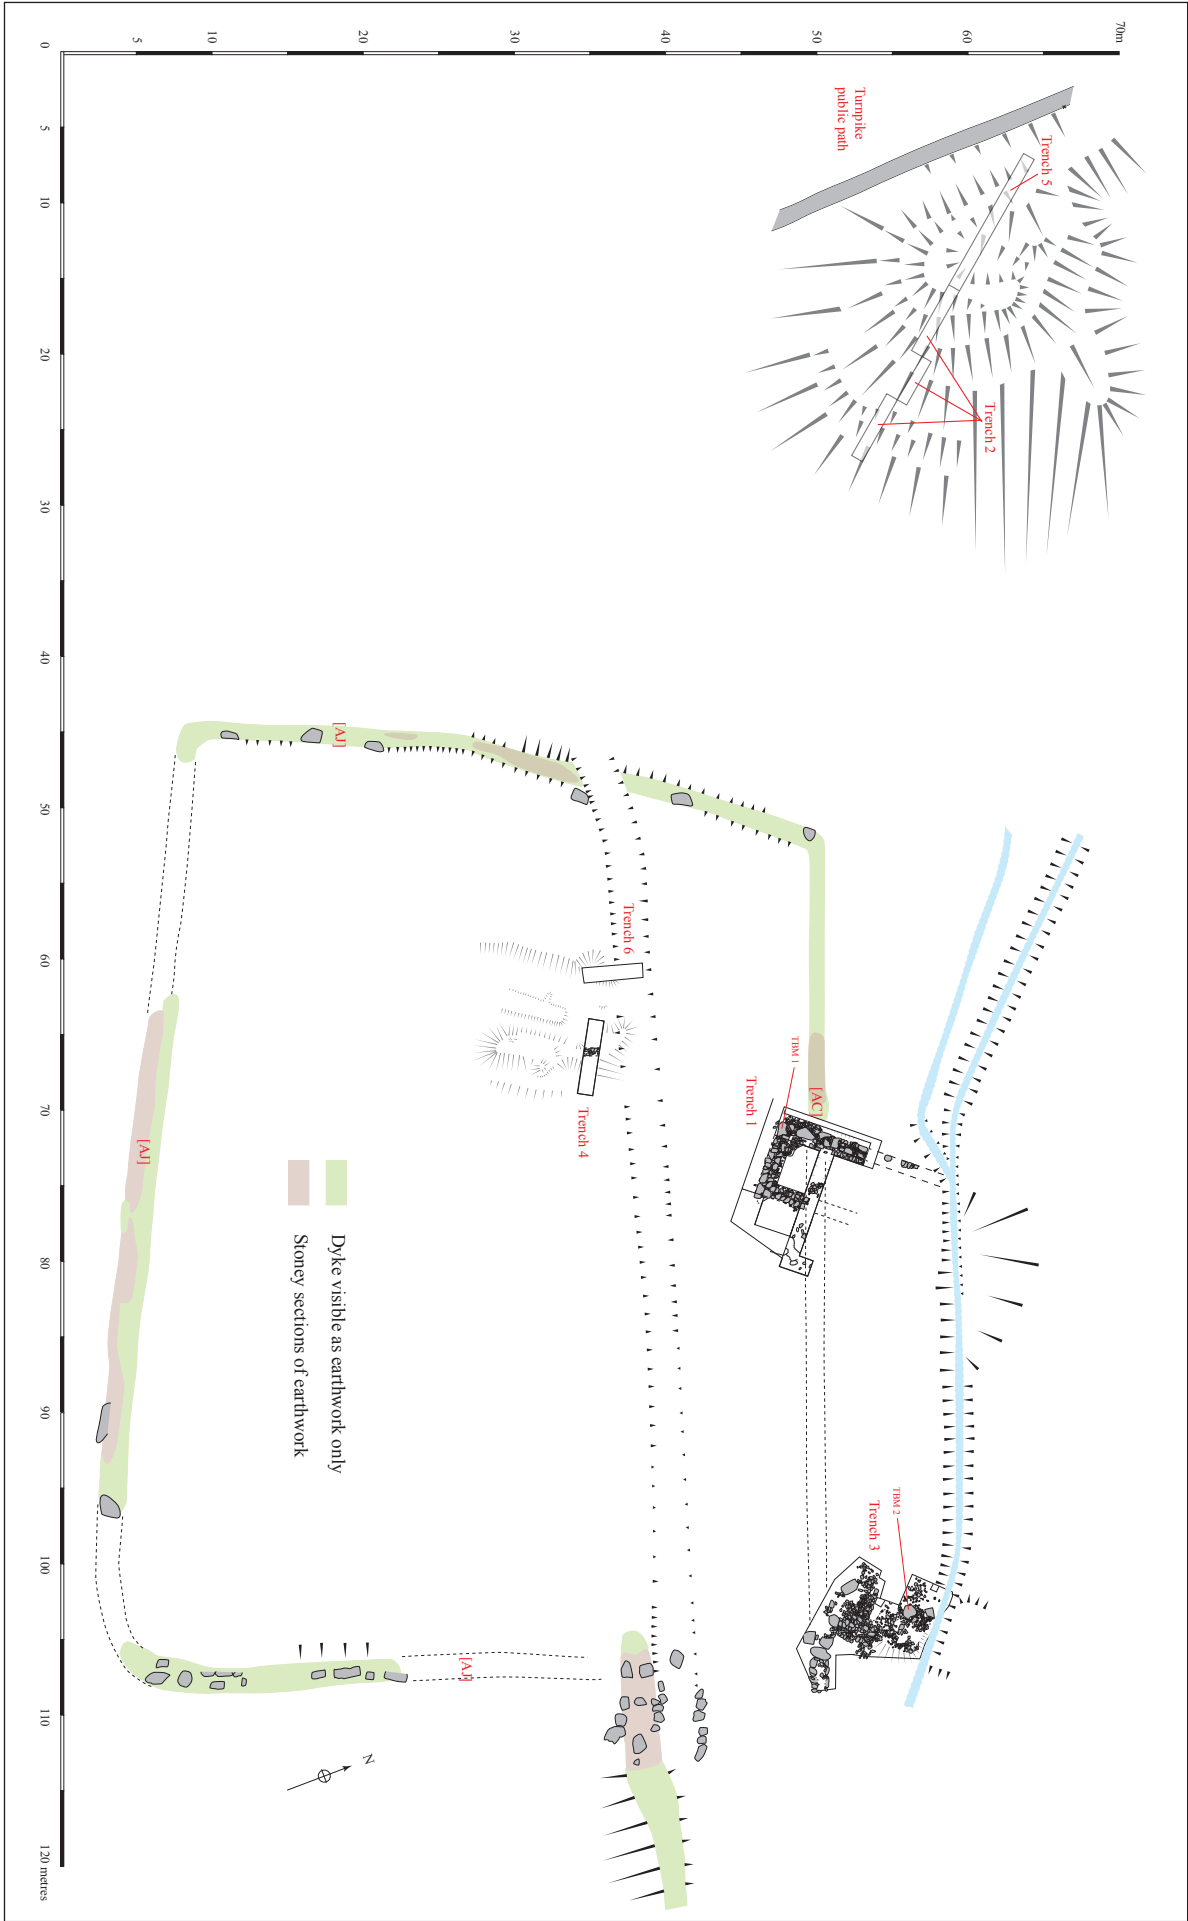 0
5
10
20
30
40
50
60
70m
5
10
20
30
40
50
60
70
80
90
100
110
120 metres
Turnpike
public path
Trench 5
Trench 2
[AJ]
Trench 6
Trench 4
TBM 1
[AC]
Trench 1
[AJ]
Dyke visible as earthwork only
Stoney sections of earthwork
TBM 2
Trench 3
[AJ]
N